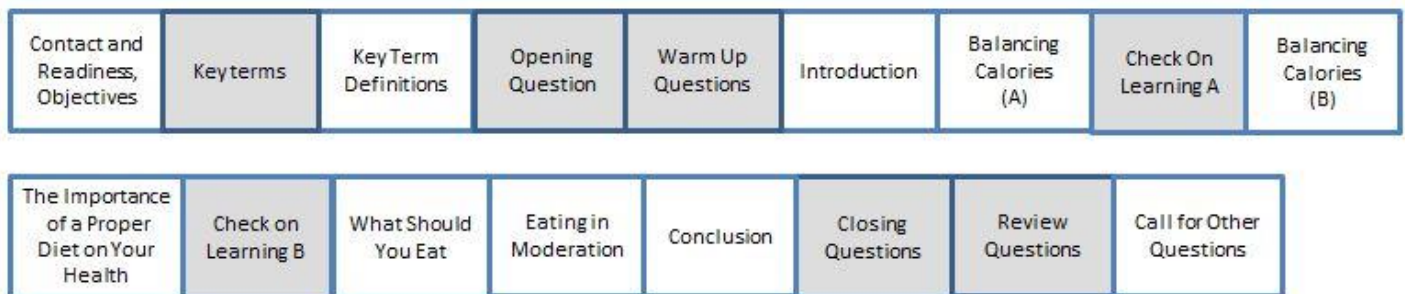 Contact and
Readiness,
Objectives
Key terms
Key Term
Definitions
Opening
Question
Warm Up
Questions
Introduction
Balancing
Calories
(A)
Check On
Learning A
Balancing
Calories
(B)
The Importance
of a Proper
Diet on Your
Health
Check on
Learning B
What Should
You Eat
Eating in
Moderation
Conclusion
Closing
Questions
Review
Questions
Call for Other
Questions